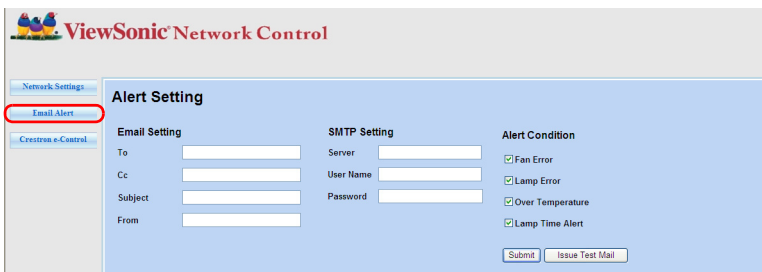 ViewSonic® Network Control
Network Settings
Email Alert
Crestron e-Control
Alert Setting
Email Setting
To
Cc
Subject
From
SMTP Setting
Server
User Name
Password
Alert Condition
Fan Error
Lamp Error
Over Temperature
Lamp Time Alert
Submit
Issue Test Mail